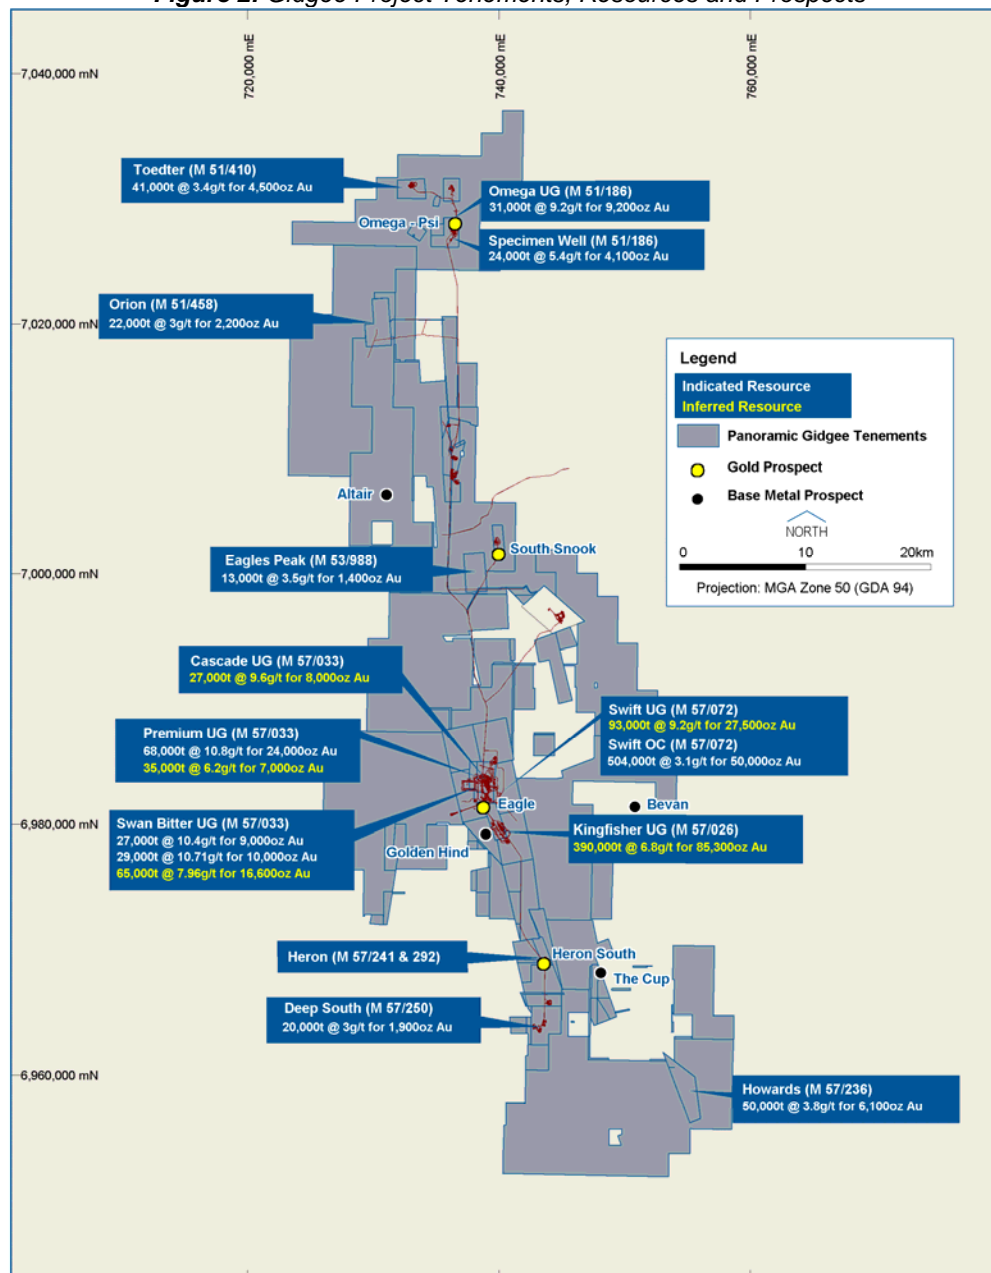 Figure 2. Gidgee Project Tenements, Resources and Prospects
720,000 mE
740,000 mE
760,000 mE
7,040,000 mN
Toedter (M 51/410)
41,000t @ 3.4g/t for 4,500oz Au
Omega UG (M 51/186)
31,000t @ 9.2g/t for 9,200oz Au
Omega - Psi
Specimen Well (M 51/186)
24,000t @ 5.4g/t for 4,100oz Au
Orion (M 51/458)
22,000t @ 3g/t for 2,200oz Au
7,020,000 mN
Legend
Indicated Resource
Inferred Resource
Panoramic Gidgee Tenements
Gold Prospect
Base Metal Prospect
NORTH
0 10 20km
Projection: MGA Zone 50 (GDA 94)
Altair
South Snook
Eagles Peak (M 53/988)
13,000t @ 3.5g/t for 1,400oz Au
7,000,000 mN
Cascade UG (M 57/033)
27,000t @ 9.6g/t for 8,000oz Au
Swift UG (M 57/072)
93,000t @ 9.2g/t for 27,500oz Au
Swift OC (M 57/072)
504,000t @ 3.1g/t for 50,000oz Au
Premium UG (M 57/033)
68,000t @ 10.8g/t for 24,000oz Au
35,000t @ 6.2g/t for 7,000oz Au
Eagle
Bevan
6,980,000 mN
Swan Bitter UG (M 57/033)
27,000t @ 10.4g/t for 9,000oz Au
29,000t @ 10.71g/t for 10,000oz Au
65,000t @ 7.96g/t for 16,600oz Au
Kingfisher UG (M 57/026)
390,000t @ 6.8g/t for 85,300oz Au
Golden Hind
Heron (M 57/241 & 292)
Heron South
The Cup
Deep South (M 57/250)
20,000t @ 3g/t for 1,900oz Au
6,960,000 mN
Howards (M 57/236)
50,000t @ 3.8g/t for 6,100oz Au